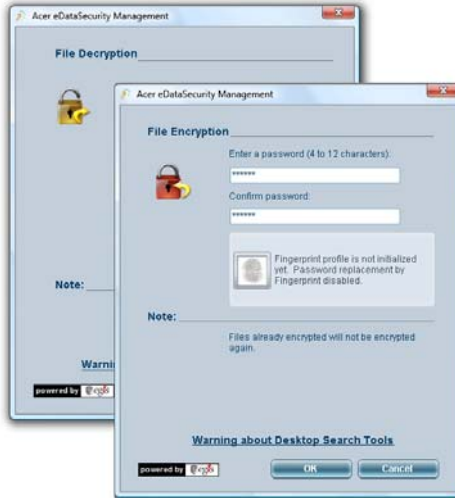 Acer eDataSecurity Management
File Decryption
Note:
Warni
powered by
Acer eDataSecurity Management
File Encryption
Enter a password (4 to 12 characters):
******
Confirm password:
******
Fingerprint profile is not initialized
yet. Password replacement by
Fingerprint disabled.
Note:
Files already encrypted will not be encrypted
again.
Warning about Desktop Search Tools
powered by
OK
Cancel